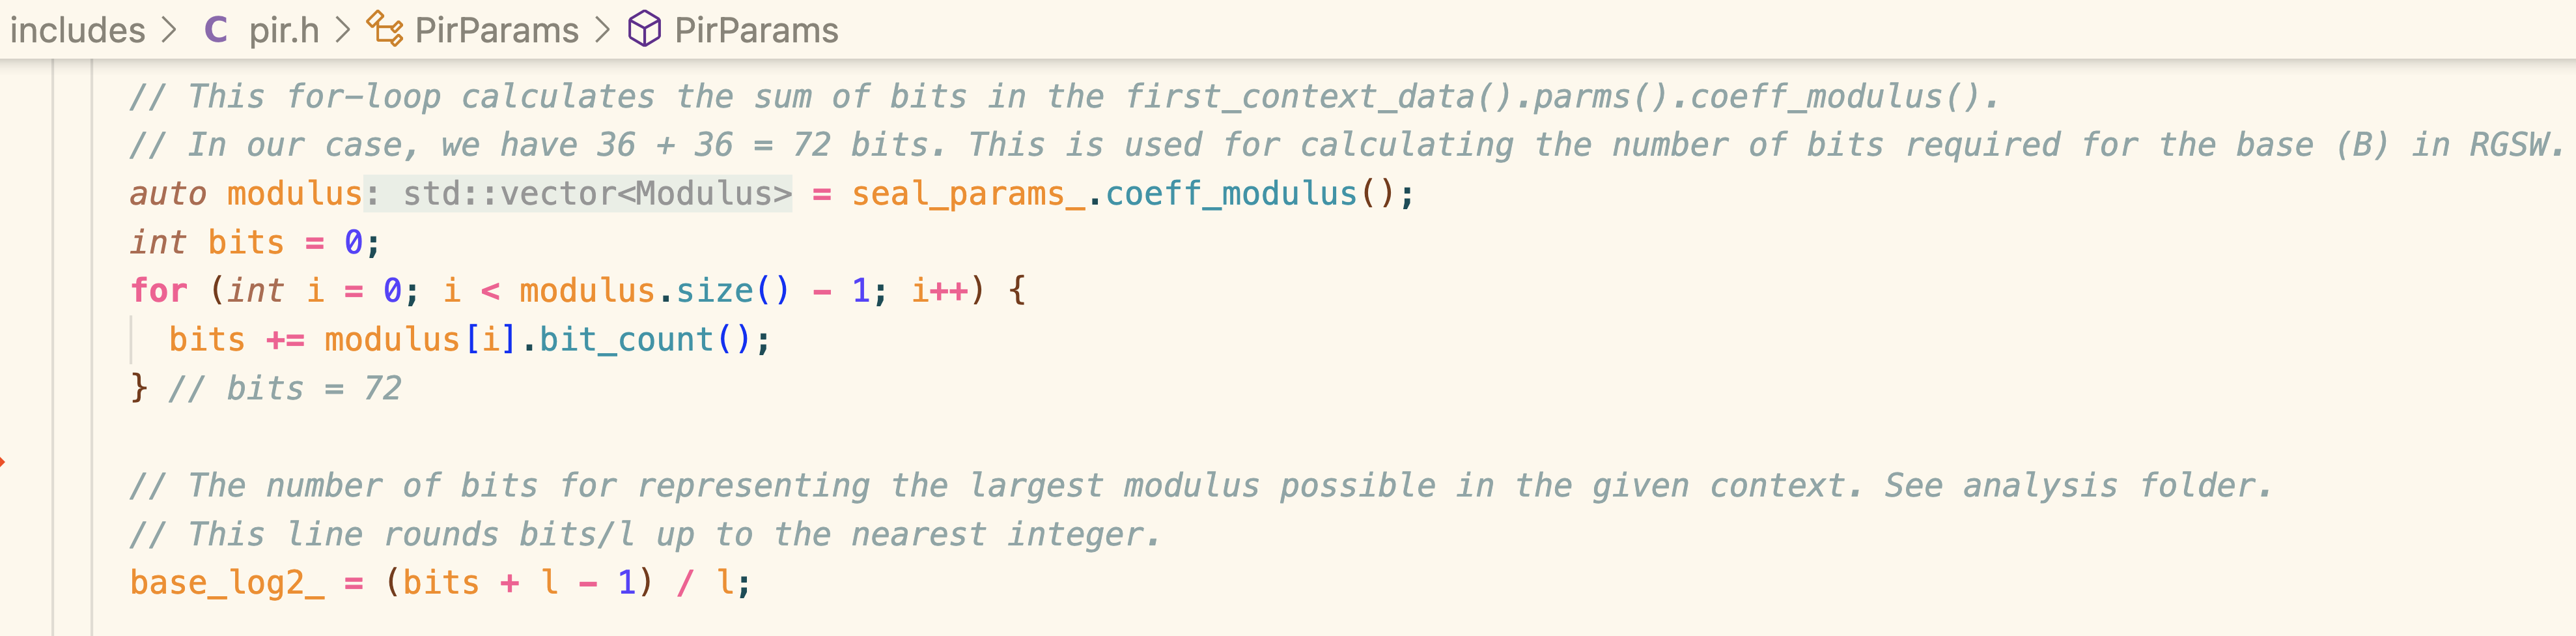 includes > C pir.h > PirParams > PirParams
// This for-loop calculates the sum of bits in the first_context_data().parms().coeff_modulus().
// In our case, we have 36 + 36 = 72 bits. This is used for calculating the number of bits required for the base (B) in RGSW.
auto modulus: std::vector<Modulus> = seal_params_.coeff_modulus();
int bits = 0;
for (int i = 0; i < modulus.size() - 1; i++) {
  bits += modulus[i].bit_count();
} // bits = 72
// The number of bits for representing the largest modulus possible in the given context. See analysis folder.
// This line rounds bits/l up to the nearest integer.
base_log2_ = (bits + l - 1) / l;